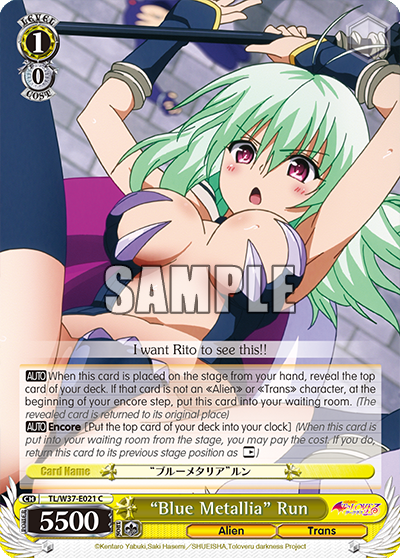 LEVEL
1
0
COST
SAMPLE
I want Rito to see this!!
AUTO When this card is placed on the stage from your hand, reveal the top
card of your deck. If that card is not an «Alien» or «Trans» character, at the
beginning of your encore step, put this card into your waiting room. (The
revealed card is returned to its original place)
AUTO Encore [Put the top card of your deck into your clock] (When this card is
put into your waiting room from the stage, you may pay the cost. If you do,
return this card to its previous stage position as REST)
Card Name
"ブルーメタリア"ルン
CH
TL/W37-E021 C
"Blue Metallia" Run
POWER
5500
Alien
Trans
©Kentaro Yabuki,Saki Hasemi／SHUEISHA,Toloveru darkness Project